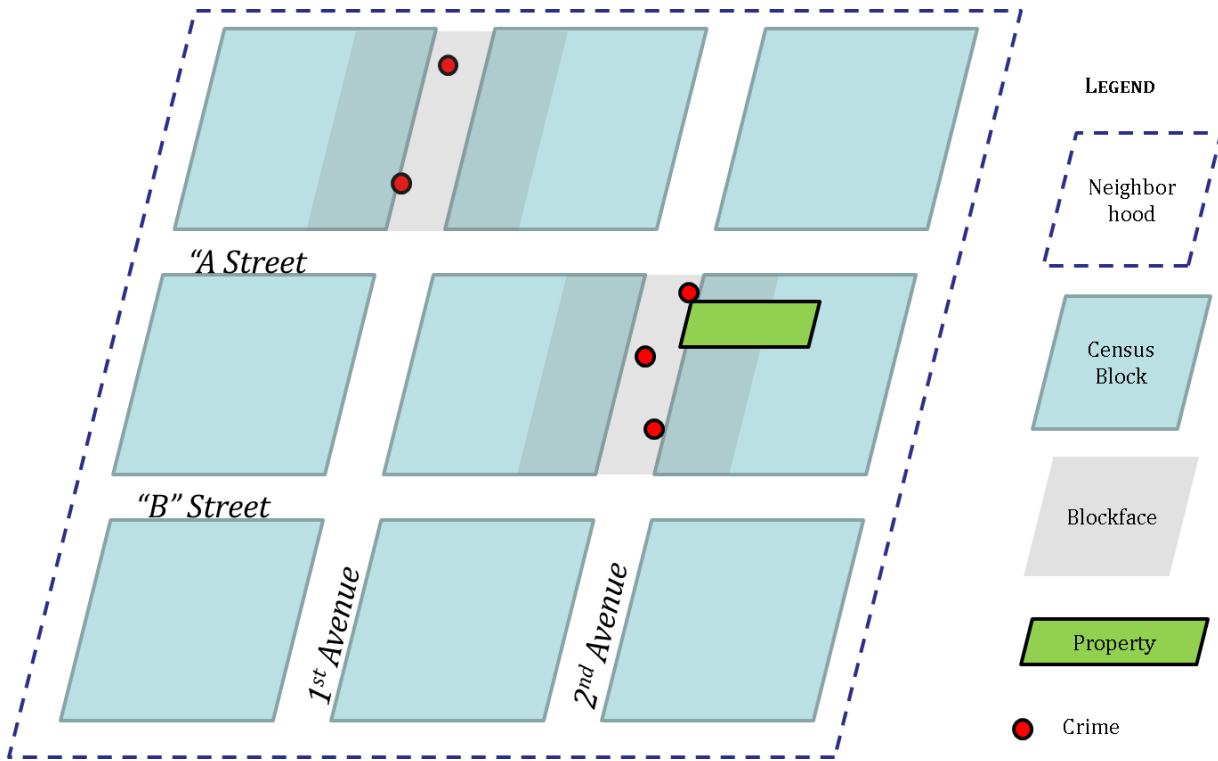 LEGEND
Neighbor
hood
“A Street
Census
Block
“B” Street
Blockface
1st Avenue
2nd Avenue
Property
Crime